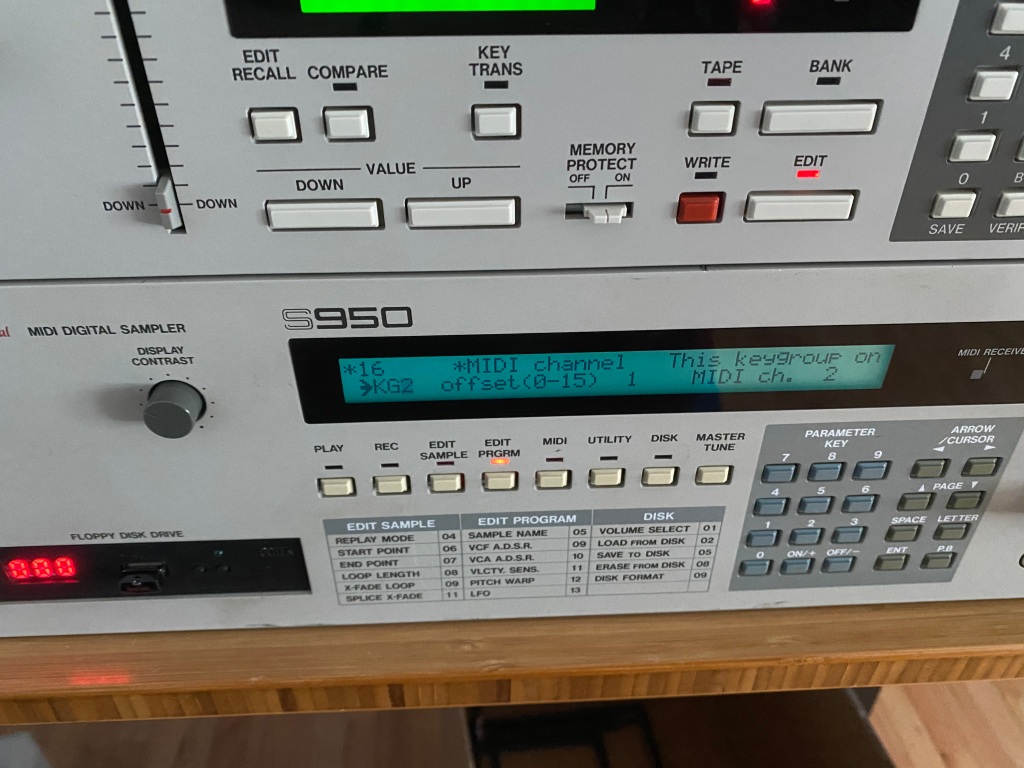 EDIT
RECALL
COMPARE
KEY
TRANS
TAPE
BANK
4
1
VALUE
DOWN
UP
MEMORY
PROTECT
OFF ON
WRITE
EDIT
DOWN DOWN
0
SAVE
S950
MIDI DIGITAL SAMPLER
DISPLAY
CONTRAST
*16 *MIDI channel This keygroup on
KG2 offset(0-15) 1 MIDI ch. 2
PLAY
REC
EDIT
SAMPLE
EDIT
PRGRM
MIDI
UTILITY
DISK
MASTER
TUNE
PARAMETER
KEY
ARROW
/CURSOR
7 8 9
4 5 6
▲ PAGE ▼
1 2 3
SPACE LETTER
0 ON/+ OFF/−
ENT P.B
FLOPPY DISK DRIVE
000
EDIT SAMPLE
REPLAY MODE 04
START POINT 06
END POINT 07
LOOP LENGTH 08
X-FADE LOOP 09
SPLICE X-FADE 11
EDIT PROGRAM
SAMPLE NAME 05
VCF A.D.S.R. 09
VCA A.D.S.R. 10
VLCTY. SENS. 11
PITCH WARP 12
LFO 13
DISK
VOLUME SELECT 01
LOAD FROM DISK 02
SAVE TO DISK 05
ERASE FROM DISK 08
DISK FORMAT 09